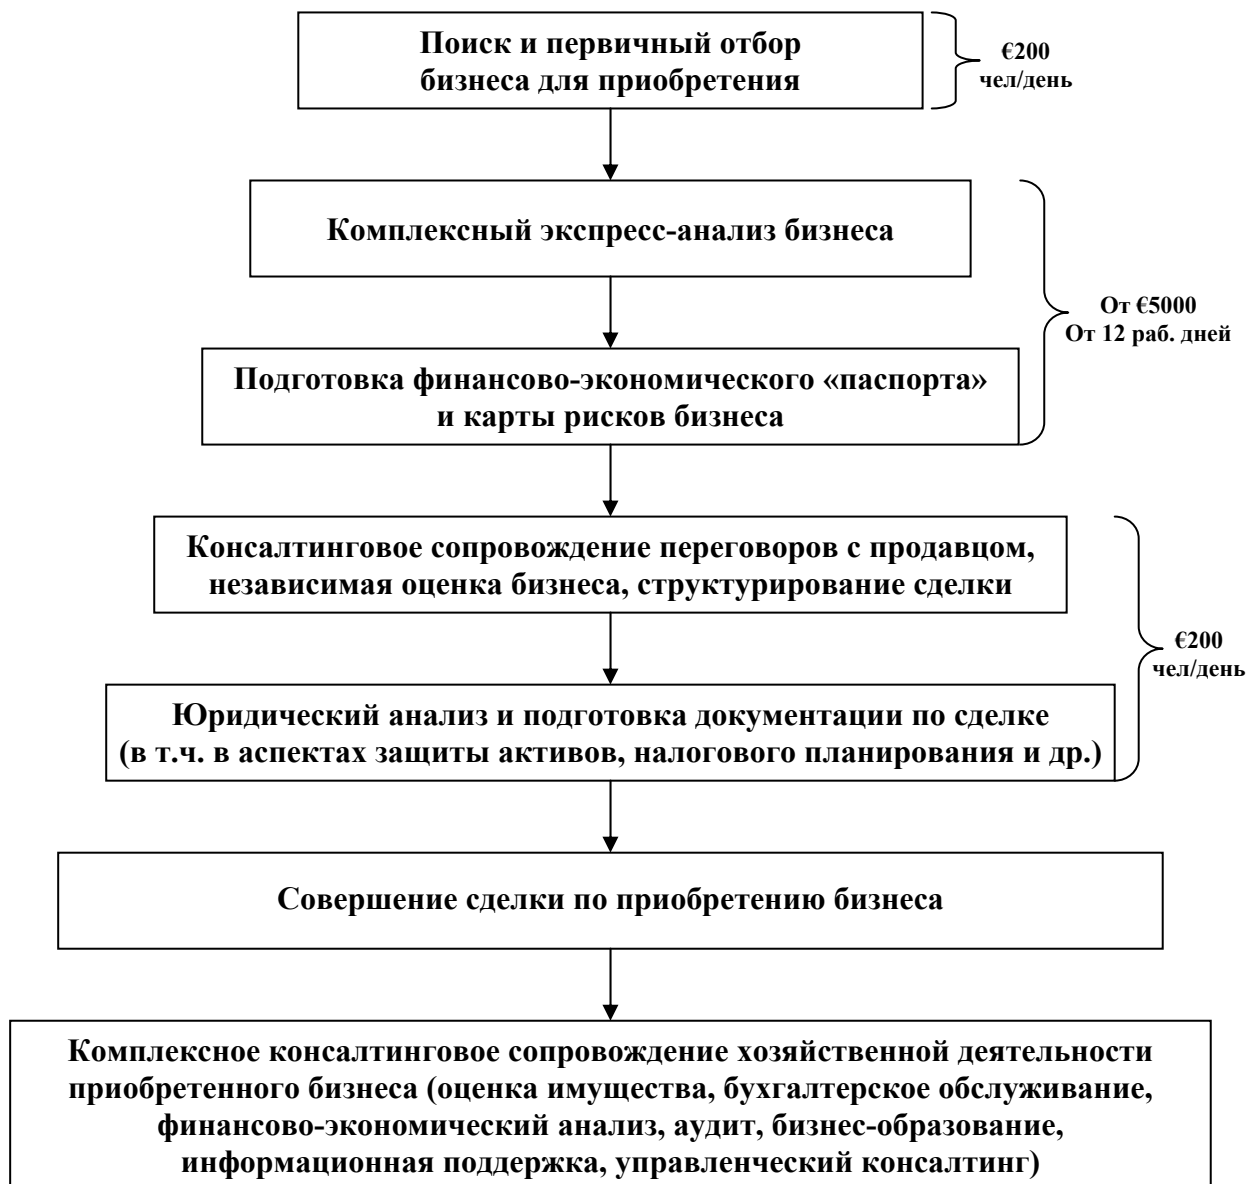 Поиск и первичный отбор
бизнеса для приобретения
€200
чел/день
Комплексный экспресс-анализ бизнеса
От €5000
От 12 раб. дней
Подготовка финансово-экономического «паспорта»
и карты рисков бизнеса
Консалтинговое сопровождение переговоров с продавцом,
независимая оценка бизнеса, структурирование сделки
€200
чел/день
Юридический анализ и подготовка документации по сделке
(в т.ч. в аспектах защиты активов, налогового планирования и др.)
Совершение сделки по приобретению бизнеса
Комплексное консалтинговое сопровождение хозяйственной деятельности
приобретенного бизнеса (оценка имущества, бухгалтерское обслуживание,
финансово-экономический анализ, аудит, бизнес-образование,
информационная поддержка, управленческий консалтинг)